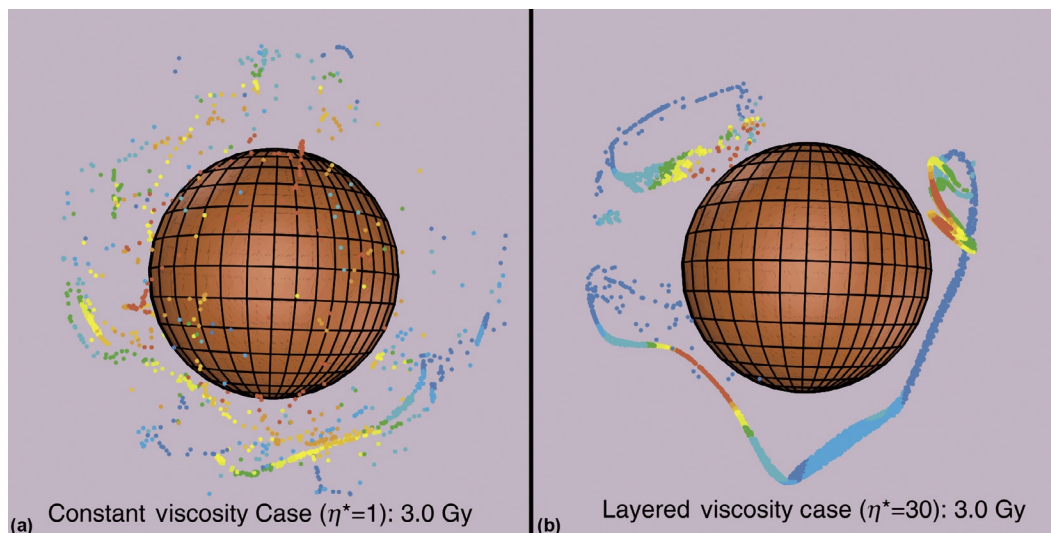 (a) Constant viscosity Case (η*=1): 3.0 Gy
(b) Layered viscosity case (η*=30): 3.0 Gy